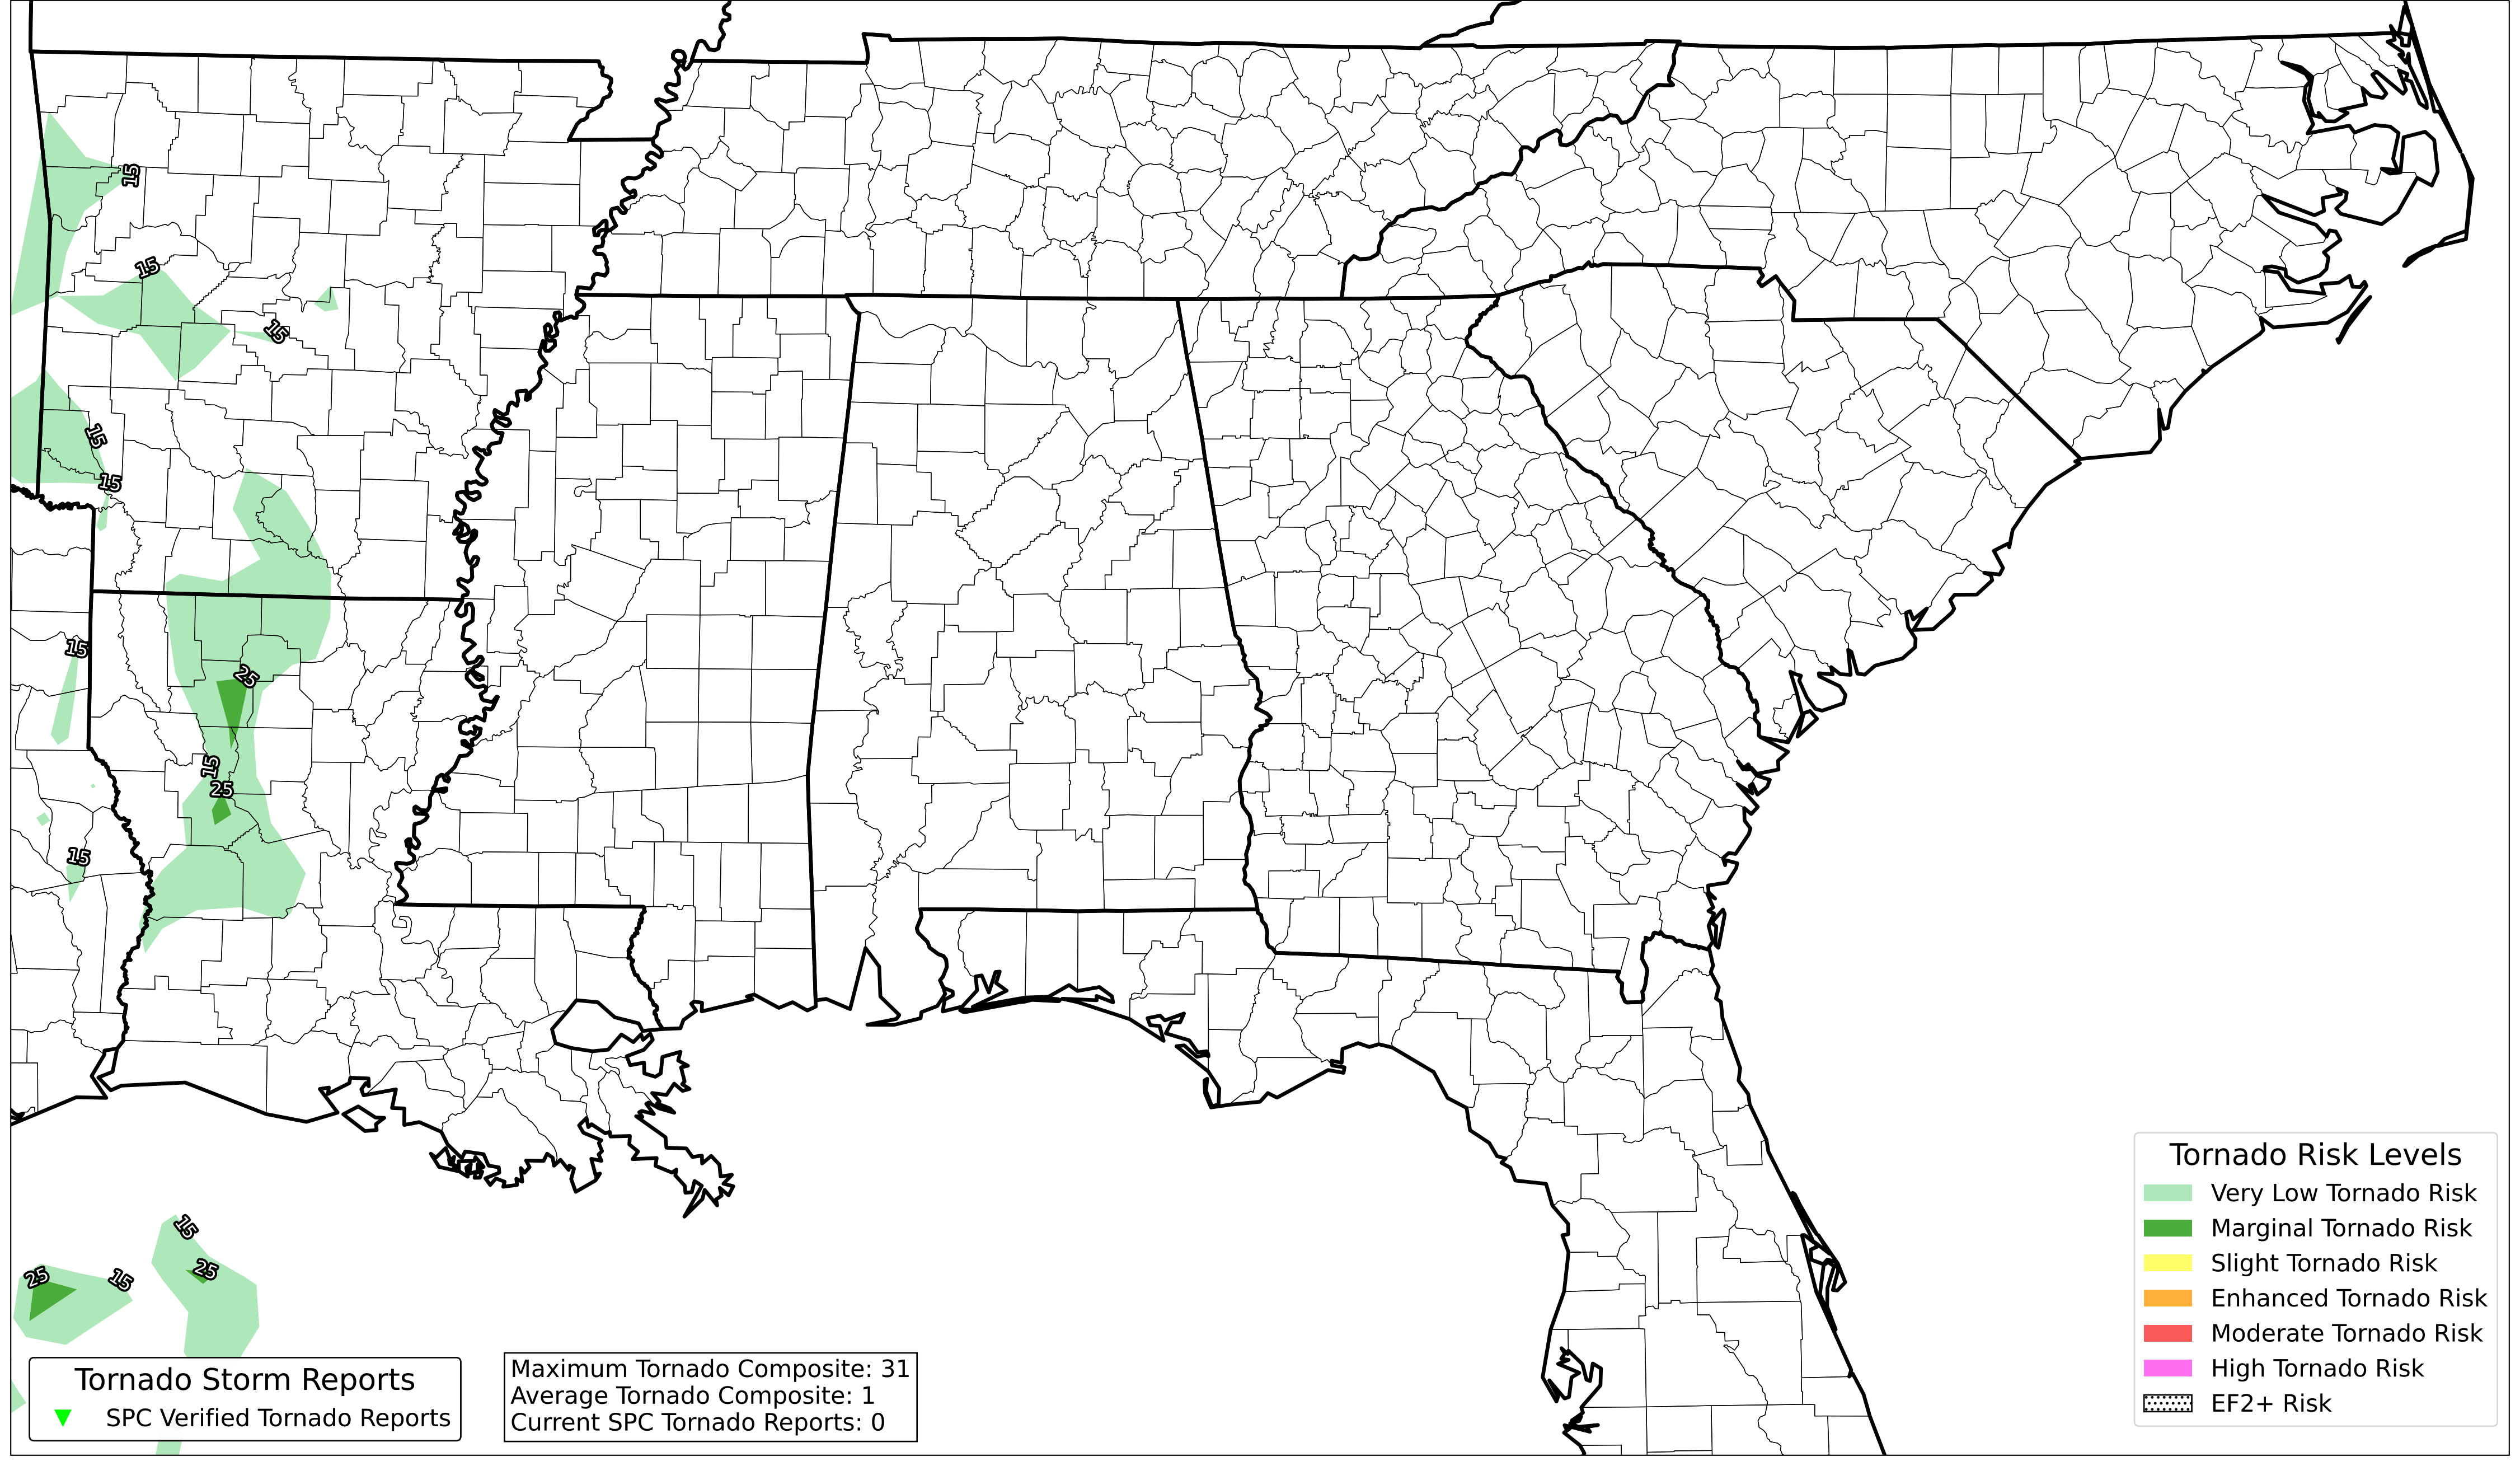 15
15
15
15
15
15
25
15
25
15
15
25
15
25
Tornado Storm Reports
SPC Verified Tornado Reports
Maximum Tornado Composite: 31
Average Tornado Composite: 1
Current SPC Tornado Reports: 0
Tornado Risk Levels
Very Low Tornado Risk
Marginal Tornado Risk
Slight Tornado Risk
Enhanced Tornado Risk
Moderate Tornado Risk
High Tornado Risk
EF2+ Risk